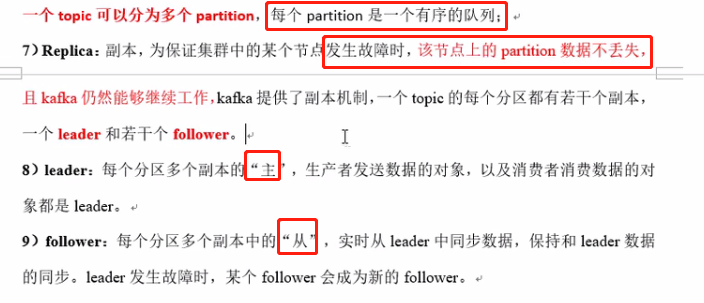 一个 topic 可以分为多个 partition，每个 partition 是一个有序的队列；
7）Replica：副本，为保证集群中的某个节点发生故障时，该节点上的 partition 数据不丢失，
且 kafka 仍然能够继续工作，kafka 提供了副本机制，一个 topic 的每个分区都有若干个副本，
一个 leader 和若干个 follower。
8）leader：每个分区多个副本的“主”，生产者发送数据的对象，以及消费者消费数据的对
象都是 leader。
9）follower：每个分区多个副本中的“从”，实时从 leader 中同步数据，保持和 leader 数据
的同步。leader 发生故障时，某个 follower 会成为新的 follower。